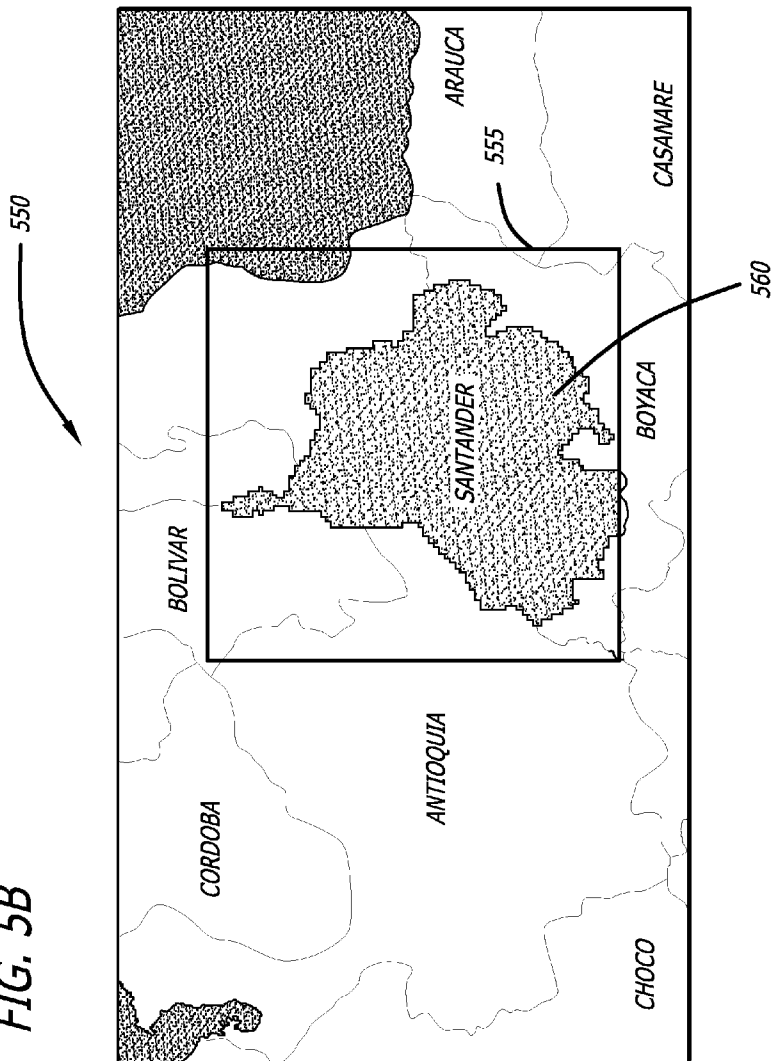 FIG. 5B
550
CORDOBA
BOLIVAR
ANTIOQUIA
SANTANDER
ARAUCA
555
CHOCO
BOYACA
CASANARE
560